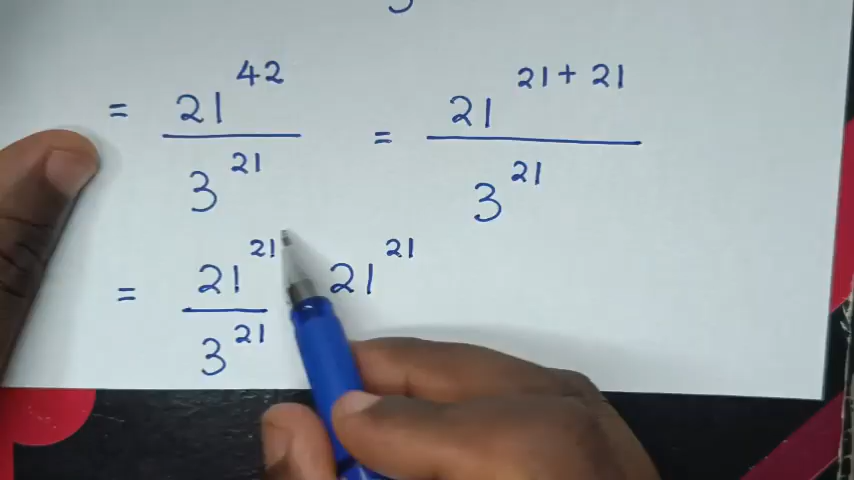 = 21^42 / 3^21 = 21^21+21 / 3^21
= 21^21 / 3^21 21^21